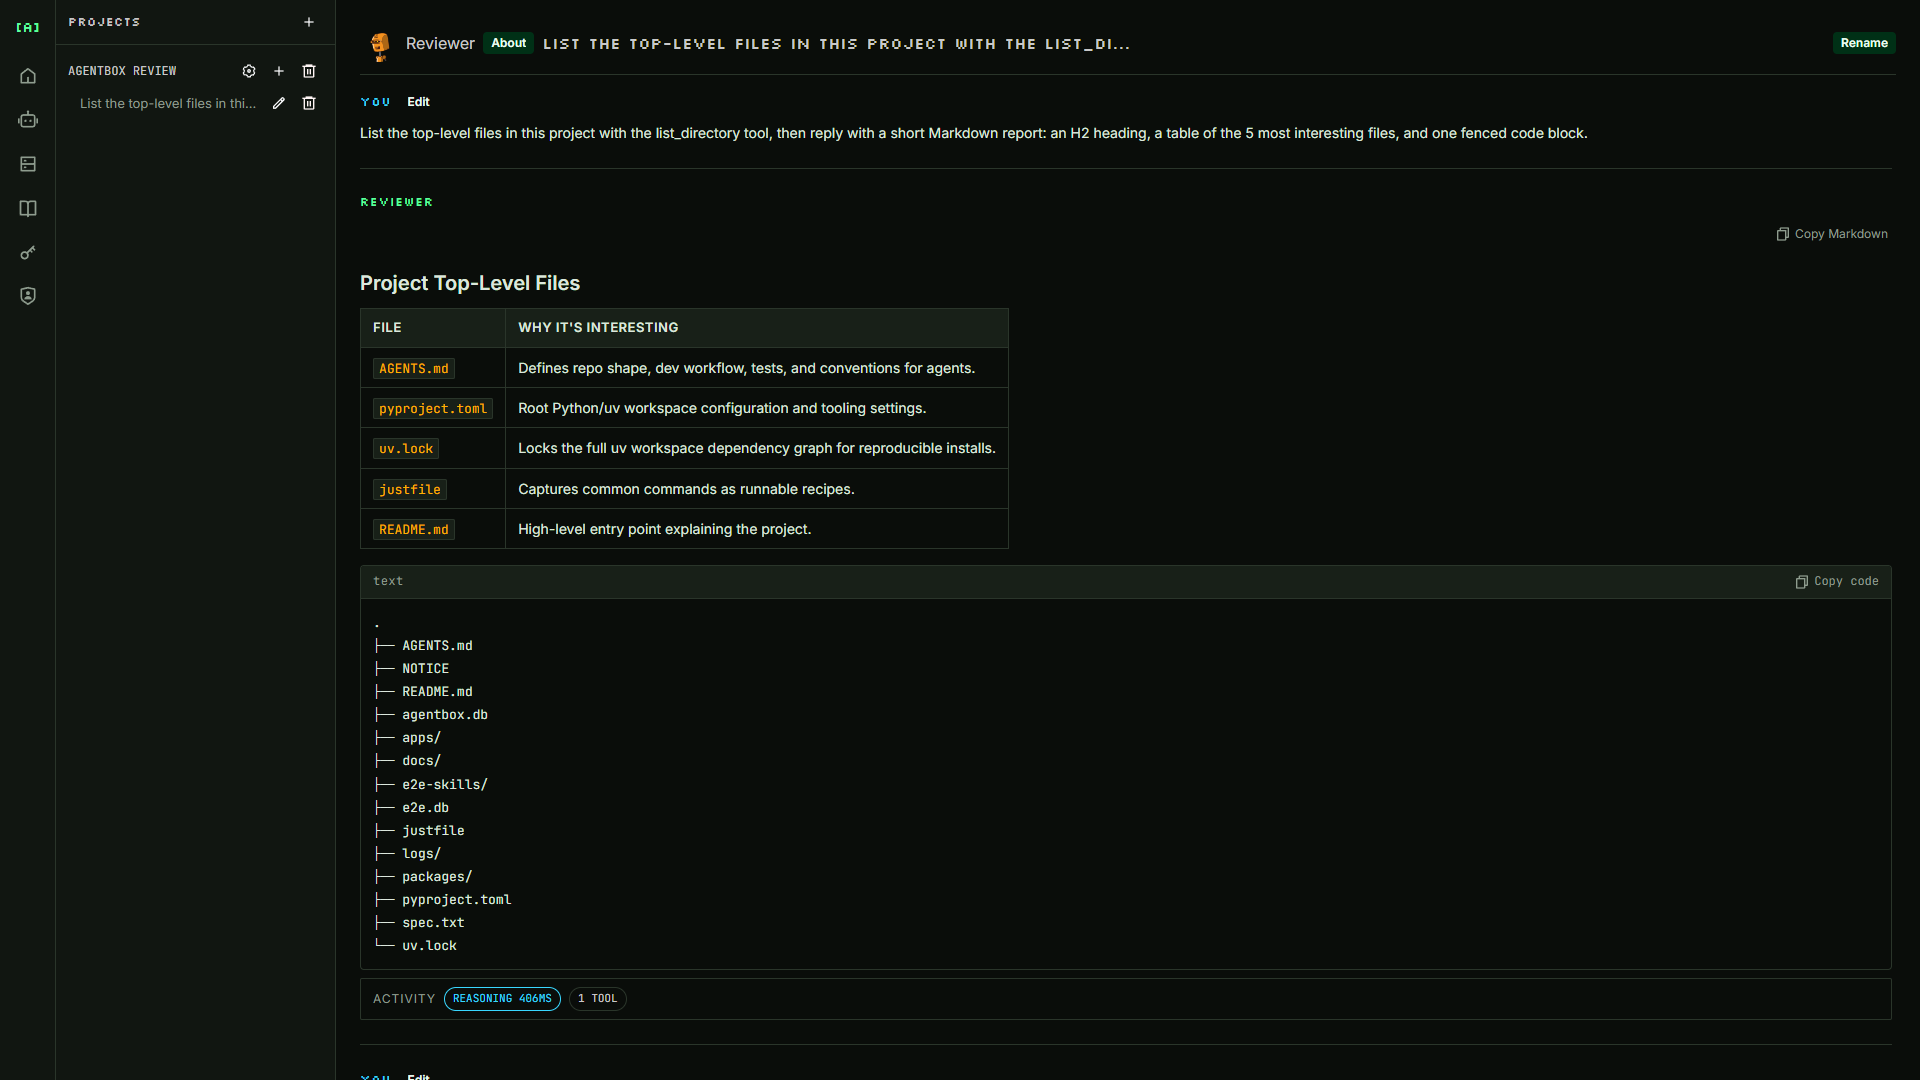 [A]
PROJECTS
AGENTBOX REVIEW
List the top-level files in thi...
Reviewer About LIST THE TOP-LEVEL FILES IN THIS PROJECT WITH THE LIST_DI... Rename
YOU Edit
List the top-level files in this project with the list_directory tool, then reply with a short Markdown report: an H2 heading, a table of the 5 most interesting files, and one fenced code block.
REVIEWER
Copy Markdown
Project Top-Level Files
FILE WHY IT'S INTERESTING
AGENTS.md Defines repo shape, dev workflow, tests, and conventions for agents.
pyproject.toml Root Python/uv workspace configuration and tooling settings.
uv.lock Locks the full uv workspace dependency graph for reproducible installs.
justfile Captures common commands as runnable recipes.
README.md High-level entry point explaining the project.
text Copy code
.
├── AGENTS.md
├── NOTICE
├── README.md
├── agentbox.db
├── apps/
├── docs/
├── e2e-skills/
├── e2e.db
├── justfile
├── logs/
├── packages/
├── pyproject.toml
├── spec.txt
└── uv.lock
ACTIVITY REASONING 406MS 1 TOOL
YOU Edit